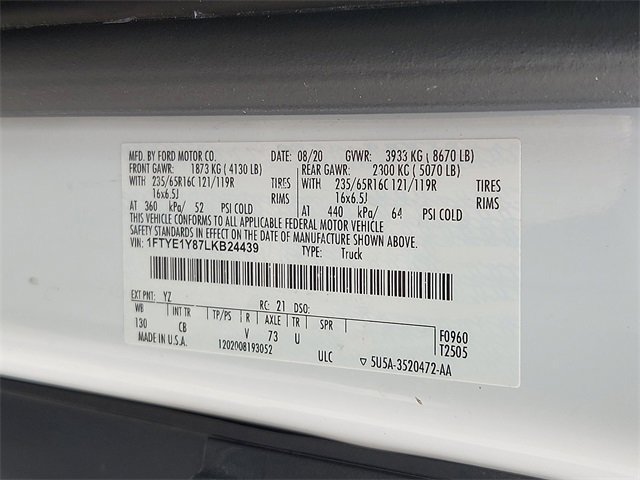 MFD. BY FORD MOTOR CO. DATE: 08/20 GVWR: 3933 KG ( 8670 LB)
FRONT GAWR: 1873 KG ( 4130 LB) REAR GAWR: 2300 KG ( 5070 LB)
WITH 235/65R16C 121/119R TIRES WITH 235/65R16C 121/119R TIRES
16x6.5J RIMS 16x6.5J RIMS
AT 360 kPa/ 52 PSI COLD AT 440 kPa/ 64 PSI COLD
THIS VEHICLE CONFORMS TO ALL APPLICABLE FEDERAL MOTOR VEHICLE
SAFETY STANDARDS IN EFFECT ON THE DATE OF MANUFACTURE SHOWN ABOVE.
VIN: 1FTYE1Y87LKB24439 TYPE: Truck
EXT PNT: YZ RC: 21 DSO:
WB INT TR TP/PS R AXLE TR SPR
130 CB V 73 U F0960
MADE IN U.S.A. 1202008193052 ULC ▽ 5U5A-3520472-AA T2505